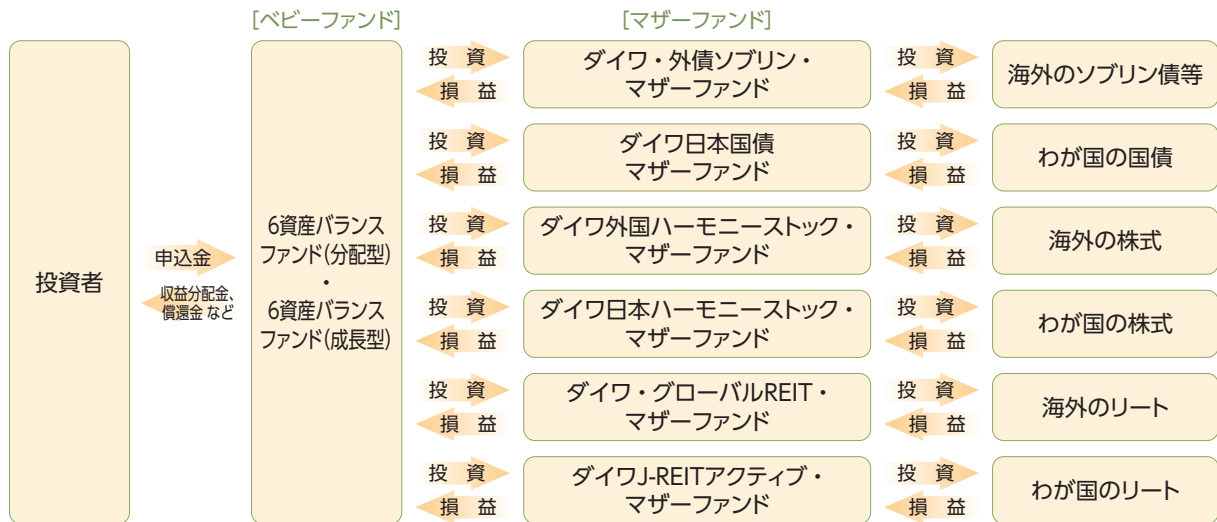 [ベビーファンド]
[マザーファンド]
投資者
申込金
収益分配金、
償還金 など
6資産バランス
ファンド(分配型)
・
6資産バランス
ファンド(成長型)
投 資
損 益
ダイワ・外債ソブリン・
マザーファンド
投 資
損 益
海外のソブリン債等
投 資
損 益
ダイワ日本国債
マザーファンド
投 資
損 益
わが国の国債
投 資
損 益
ダイワ外国ハーモニーストック・
マザーファンド
投 資
損 益
海外の株式
投 資
損 益
ダイワ日本ハーモニーストック・
マザーファンド
投 資
損 益
わが国の株式
投 資
損 益
ダイワ・グローバルREIT・
マザーファンド
投 資
損 益
海外のリート
投 資
損 益
ダイワJ-REITアクティブ・
マザーファンド
投 資
損 益
わが国のリート